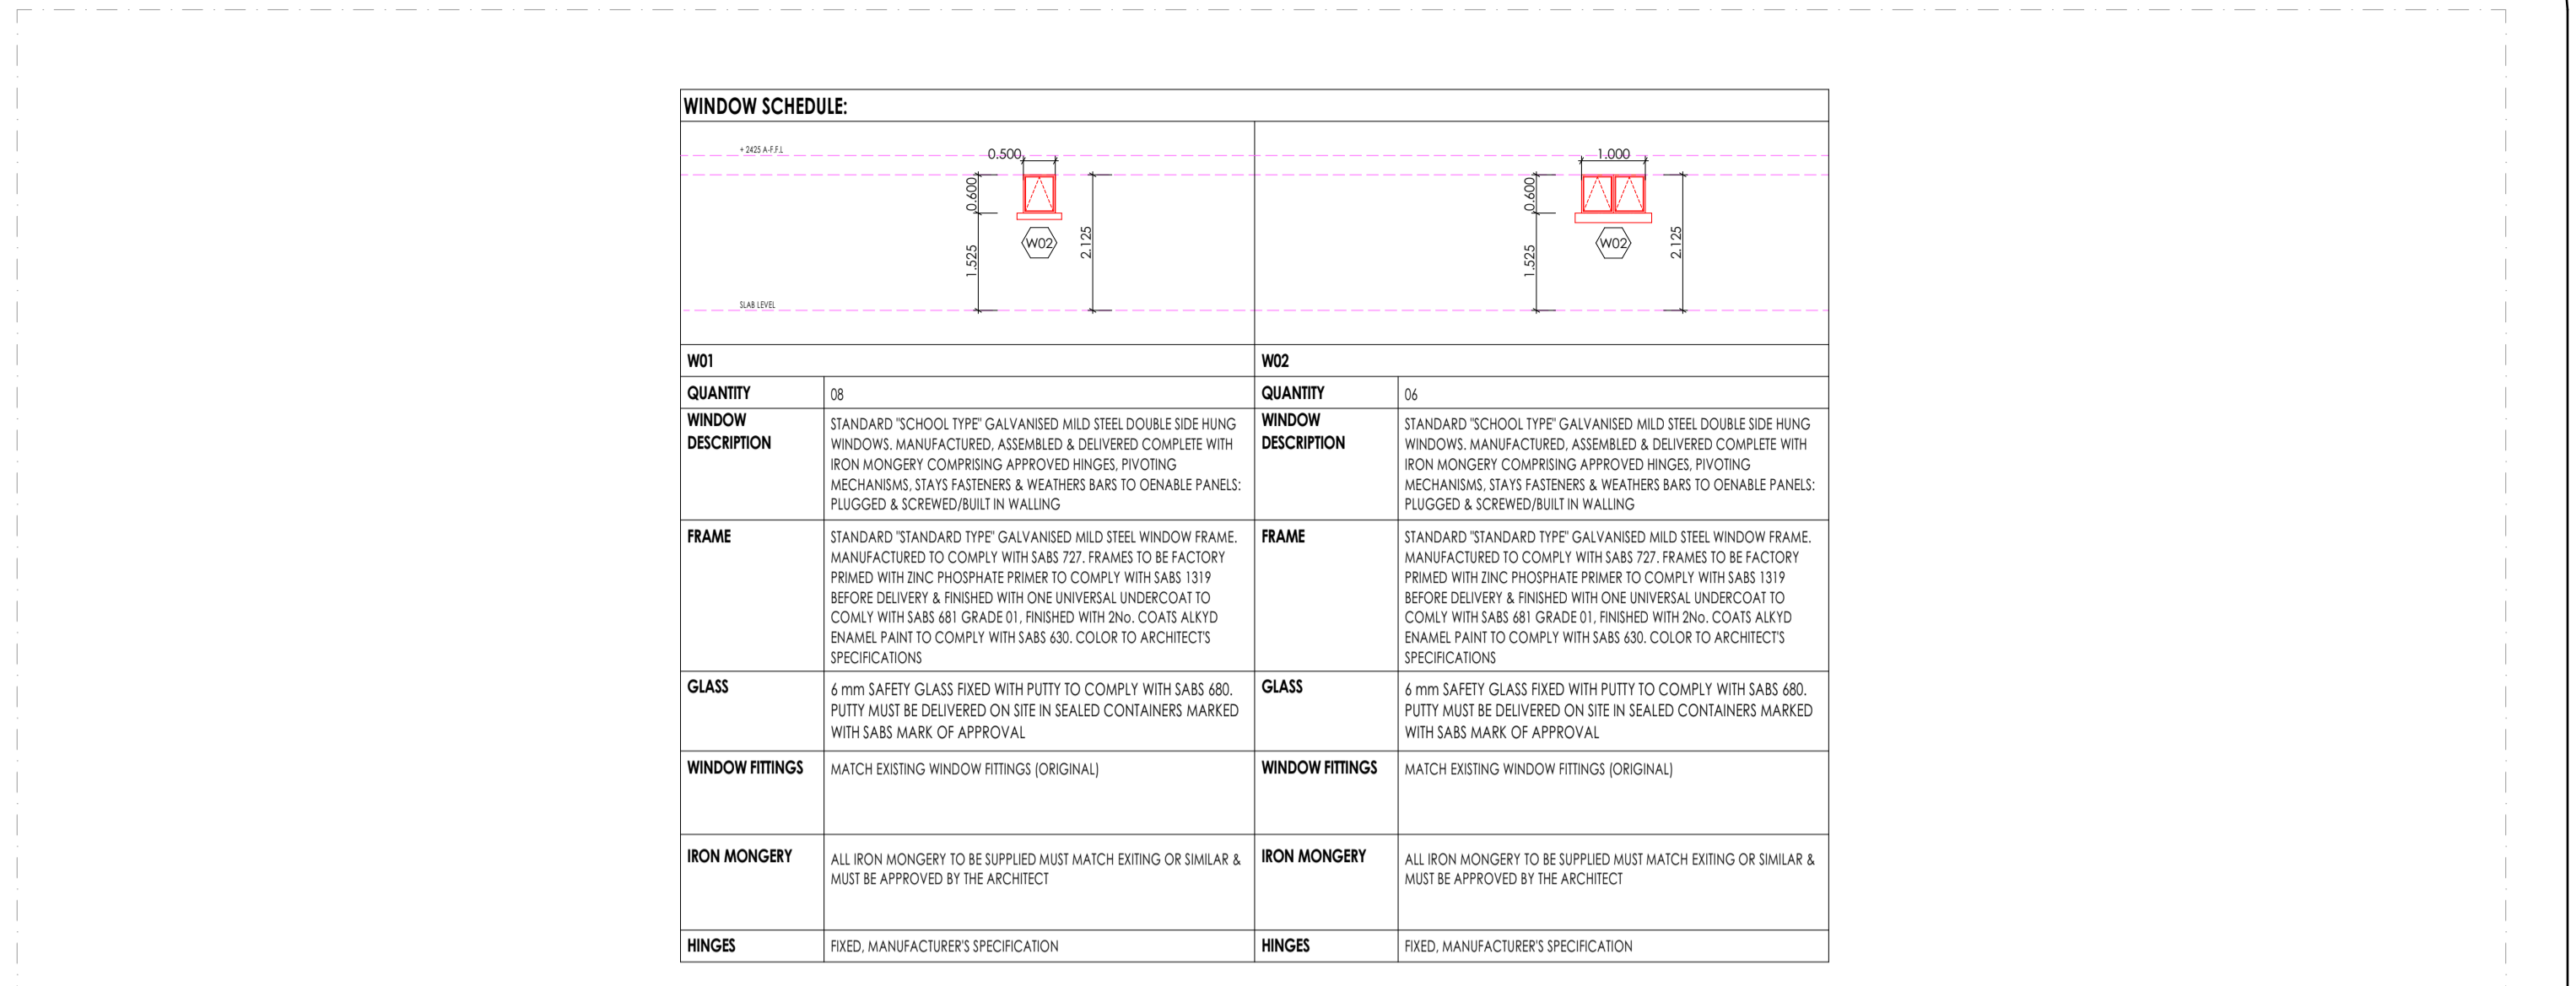 WINDOW SCHEDULE:
+ 2425 A-F.F.L
0.500
0.600
1.525
2.125
W02
SLAB LEVEL
1.000
0.600
1.525
2.125
W02
W01
QUANTITY
08
WINDOW
DESCRIPTION
STANDARD "SCHOOL TYPE" GALVANISED MILD STEEL DOUBLE SIDE HUNG
WINDOWS. MANUFACTURED, ASSEMBLED & DELIVERED COMPLETE WITH
IRON MONGERY COMPRISING APPROVED HINGES, PIVOTING
MECHANISMS, STAYS FASTENERS & WEATHERS BARS TO OENABLE PANELS:
PLUGGED & SCREWED/BUILT IN WALLING
FRAME
STANDARD "STANDARD TYPE" GALVANISED MILD STEEL WINDOW FRAME.
MANUFACTURED TO COMPLY WITH SABS 727. FRAMES TO BE FACTORY
PRIMED WITH ZINC PHOSPHATE PRIMER TO COMPLY WITH SABS 1319
BEFORE DELIVERY & FINISHED WITH ONE UNIVERSAL UNDERCOAT TO
COMLY WITH SABS 681 GRADE 01, FINISHED WITH 2No. COATS ALKYD
ENAMEL PAINT TO COMPLY WITH SABS 630. COLOR TO ARCHITECT'S
SPECIFICATIONS
GLASS
6 mm SAFETY GLASS FIXED WITH PUTTY TO COMPLY WITH SABS 680.
PUTTY MUST BE DELIVERED ON SITE IN SEALED CONTAINERS MARKED
WITH SABS MARK OF APPROVAL
WINDOW FITTINGS
MATCH EXISTING WINDOW FITTINGS (ORIGINAL)
IRON MONGERY
ALL IRON MONGERY TO BE SUPPLIED MUST MATCH EXITING OR SIMILAR &
MUST BE APPROVED BY THE ARCHITECT
HINGES
FIXED, MANUFACTURER'S SPECIFICATION
W02
QUANTITY
06
WINDOW
DESCRIPTION
STANDARD "SCHOOL TYPE" GALVANISED MILD STEEL DOUBLE SIDE HUNG
WINDOWS. MANUFACTURED, ASSEMBLED & DELIVERED COMPLETE WITH
IRON MONGERY COMPRISING APPROVED HINGES, PIVOTING
MECHANISMS, STAYS FASTENERS & WEATHERS BARS TO OENABLE PANELS:
PLUGGED & SCREWED/BUILT IN WALLING
FRAME
STANDARD "STANDARD TYPE" GALVANISED MILD STEEL WINDOW FRAME.
MANUFACTURED TO COMPLY WITH SABS 727. FRAMES TO BE FACTORY
PRIMED WITH ZINC PHOSPHATE PRIMER TO COMPLY WITH SABS 1319
BEFORE DELIVERY & FINISHED WITH ONE UNIVERSAL UNDERCOAT TO
COMLY WITH SABS 681 GRADE 01, FINISHED WITH 2No. COATS ALKYD
ENAMEL PAINT TO COMPLY WITH SABS 630. COLOR TO ARCHITECT'S
SPECIFICATIONS
GLASS
6 mm SAFETY GLASS FIXED WITH PUTTY TO COMPLY WITH SABS 680.
PUTTY MUST BE DELIVERED ON SITE IN SEALED CONTAINERS MARKED
WITH SABS MARK OF APPROVAL
WINDOW FITTINGS
MATCH EXISTING WINDOW FITTINGS (ORIGINAL)
IRON MONGERY
ALL IRON MONGERY TO BE SUPPLIED MUST MATCH EXITING OR SIMILAR &
MUST BE APPROVED BY THE ARCHITECT
HINGES
FIXED, MANUFACTURER'S SPECIFICATION